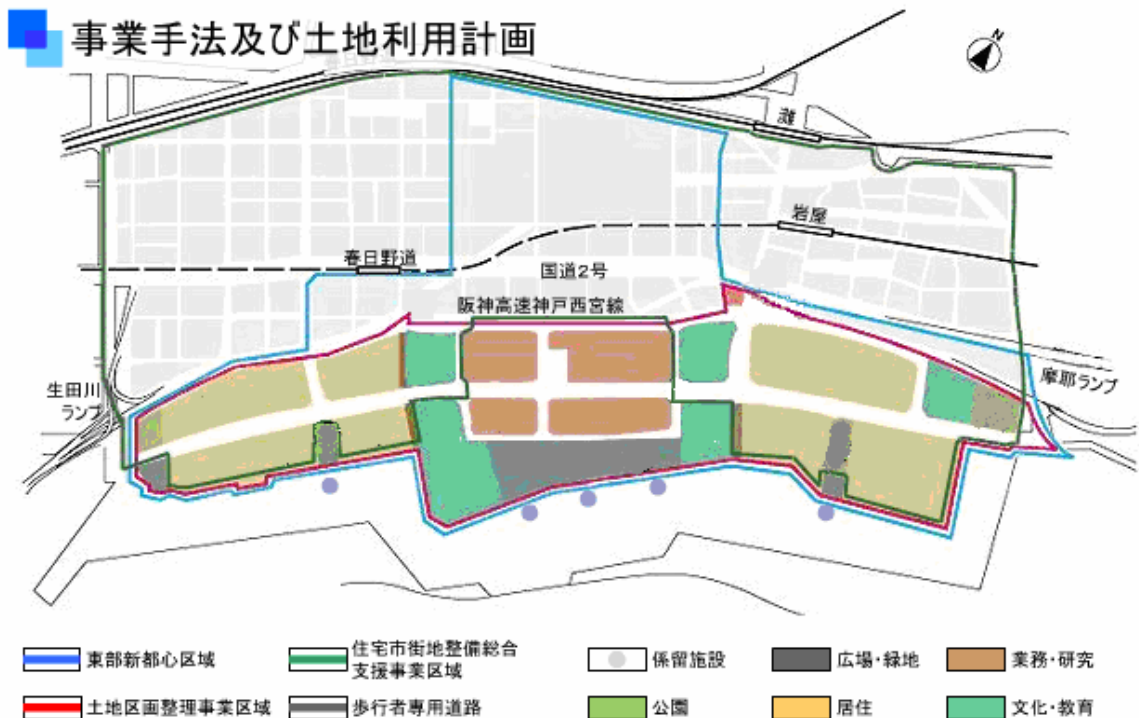 事業手法及び土地利用計画
N
灘
岩屋
春日野道
国道2号
阪神高速神戸西宮線
生田川
ランプ
摩耶ランプ
東部新都心区域
住宅市街地整備総合
支援事業区域
係留施設
広場・緑地
業務・研究
土地区画整理事業区域
歩行者専用道路
公園
居住
文化・教育